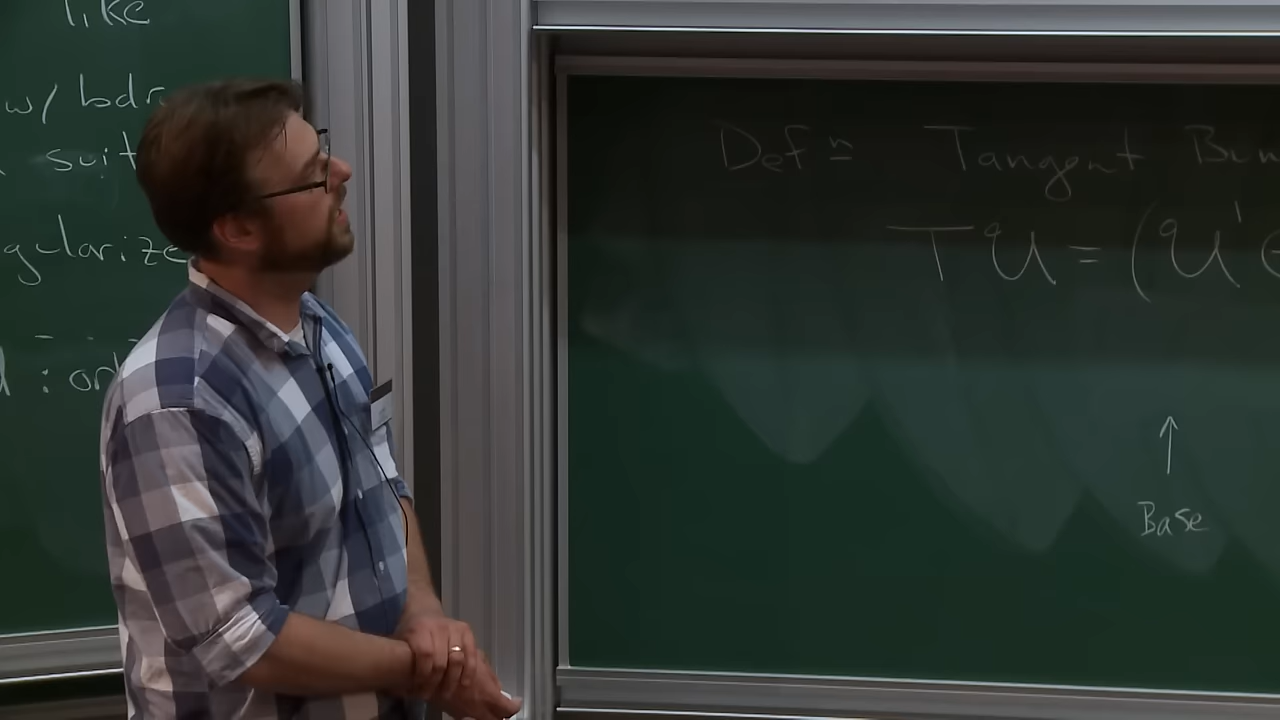 like
w/ bdr
suit
gularize
: or
Defn Tangent Bun
TU = (U'
↑
Base